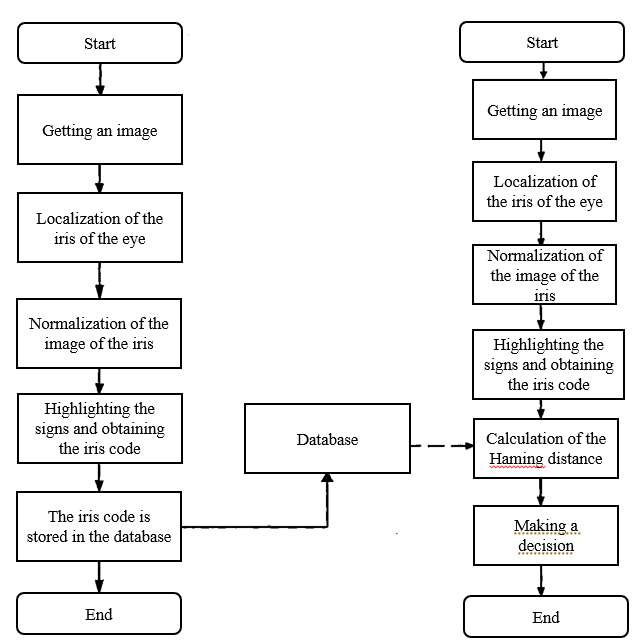 Start
Getting an image
Localization of the
iris of the eye
Normalization of the
image of the iris
Highlighting the
signs and obtaining
the iris code
The iris code is
stored in the database
End
Database
Start
Getting an image
Localization of
the iris of the eye
Normalization of
the image of the
iris
Highlighting the
signs and obtaining
the iris code
Calculation of the
Haming distance
Making a
decision
End